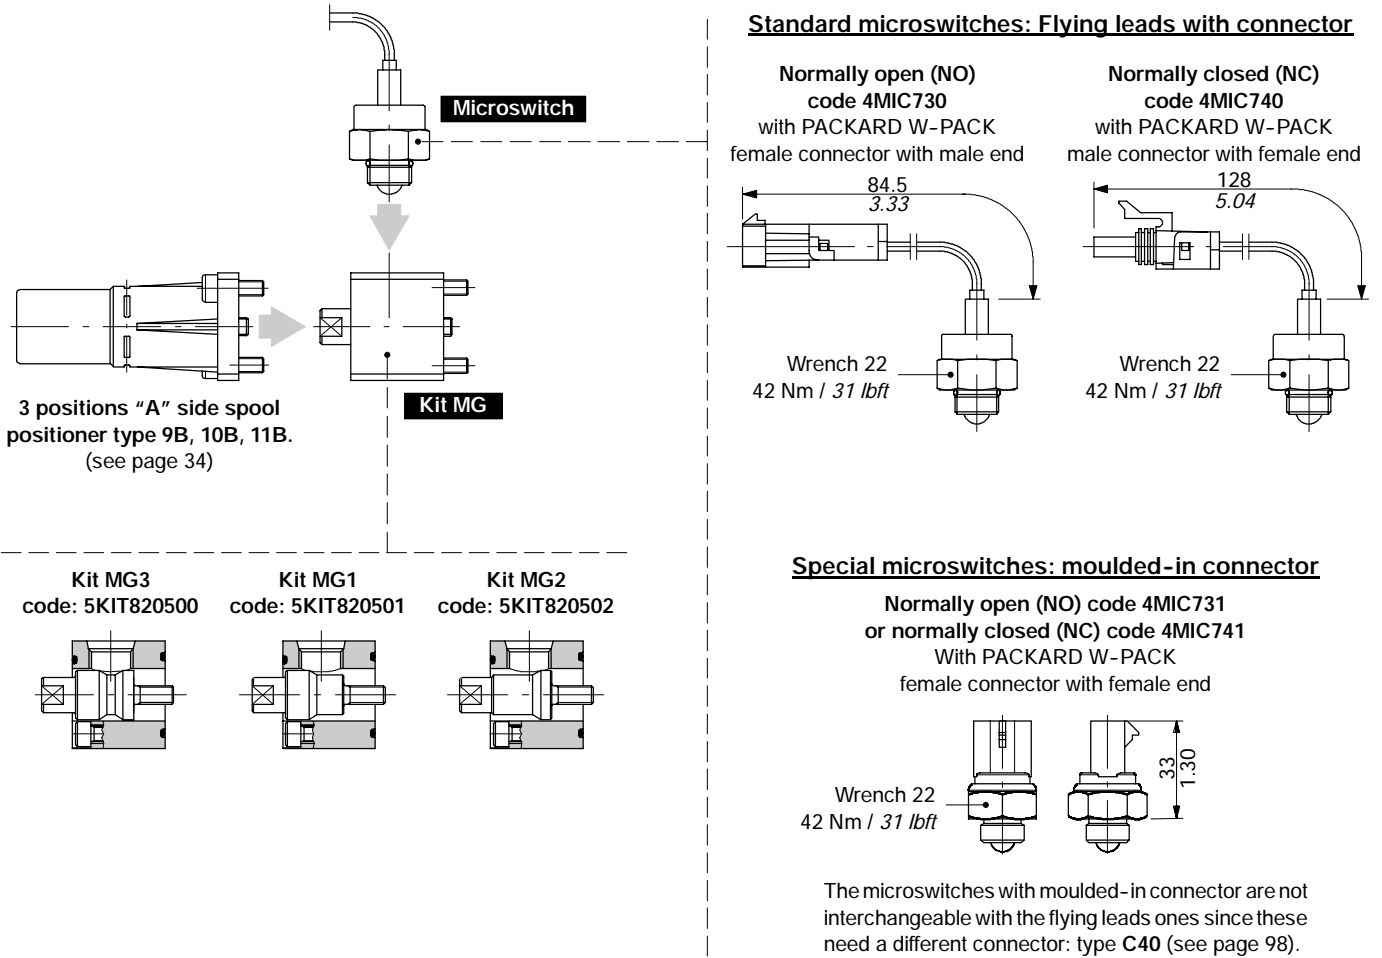 Microswitch
Kit MG
3 positions “A” side spool
positioner type 9B, 10B, 11B.
(see page 34)
Kit MG3
code: 5KIT820500
Kit MG1
code: 5KIT820501
Kit MG2
code: 5KIT820502
Standard microswitches: Flying leads with connector
Normally open (NO)
code 4MIC730
with PACKARD W-PACK
female connector with male end
84.5
3.33
Wrench 22
42 Nm / 31 lbft
Normally closed (NC)
code 4MIC740
with PACKARD W-PACK
male connector with female end
128
5.04
Wrench 22
42 Nm / 31 lbft
Special microswitches: moulded-in connector
Normally open (NO) code 4MIC731
or normally closed (NC) code 4MIC741
With PACKARD W-PACK
female connector with female end
33
1.30
Wrench 22
42 Nm / 31 lbft
The microswitches with moulded-in connector are not
interchangeable with the flying leads ones since these
need a different connector: type C40 (see page 98).